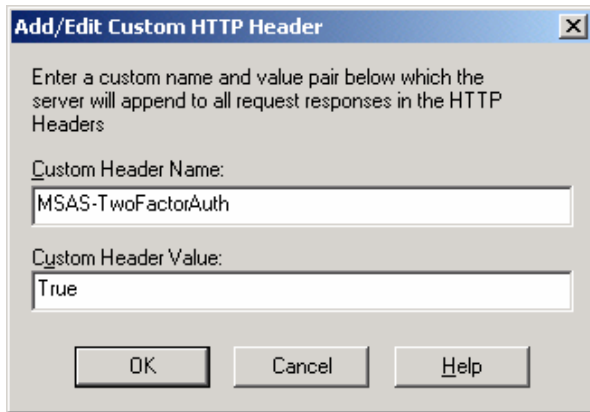 Add/Edit Custom HTTP Header
Enter a custom name and value pair below which the
server will append to all request responses in the HTTP
Headers
Custom Header Name:
MSAS-TwoFactorAuth
Custom Header Value:
True
OK Cancel Help